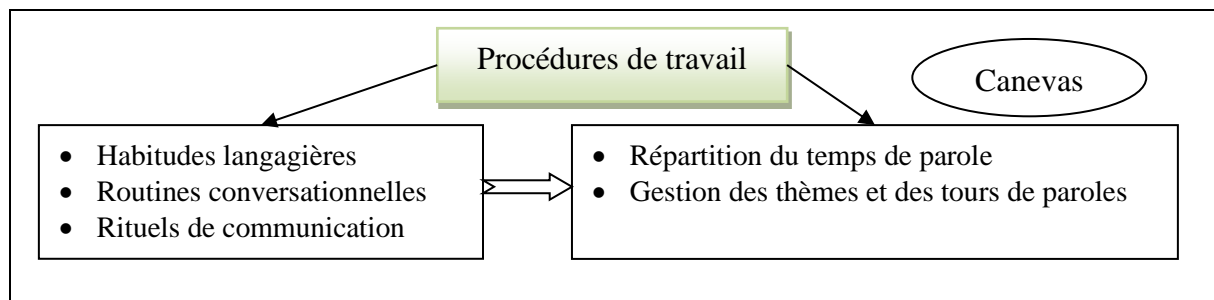 Procédures de travail
Canevas
• Habitudes langagières
• Routines conversationnelles
• Rituels de communication
• Répartition du temps de parole
• Gestion des thèmes et des tours de paroles